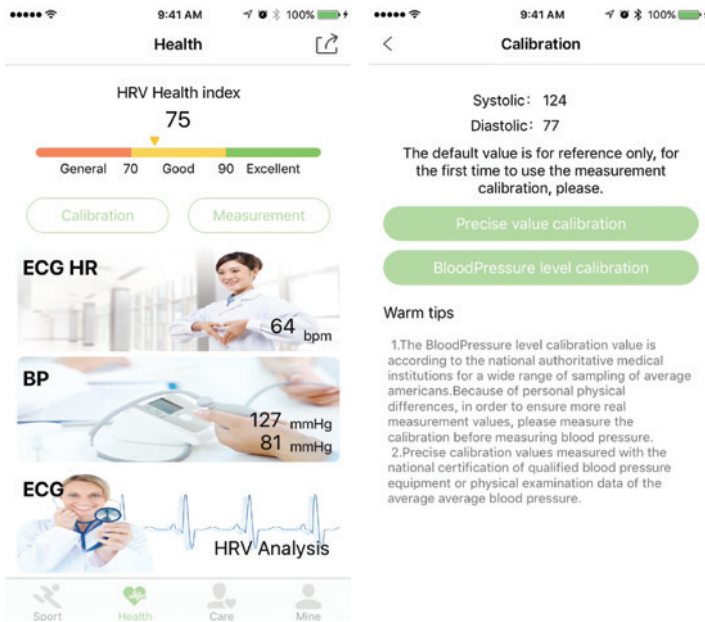 9:41 AM
100%
Health
HRV Health index
75
General 70 Good 90 Excellent
Calibration
Measurement
ECG HR
64 bpm
BP
127 mmHg
81 mmHg
ECG
HRV Analysis
Sport
Health
Care
Mine
9:41 AM
100%
Calibration
Systolic: 124
Diastolic: 77
The default value is for reference only, for
the first time to use the measurement
calibration, please.
Precise value calibration
BloodPressure level calibration
Warm tips
1.The BloodPressure level calibration value is
according to the national authoritative medical
institutions for a wide range of sampling of average
americans.Because of personal physical
differences, in order to ensure more real
measurement values, please measure the
calibration before measuring blood pressure.
2.Precise calibration values measured with the
national certification of qualified blood pressure
equipment or physical examination data of the
average average blood pressure.